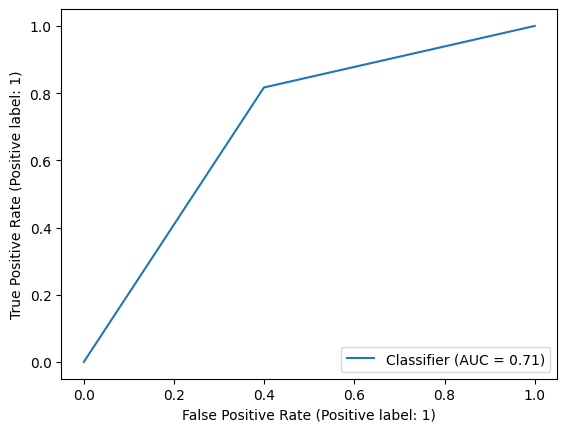 1.0
0.8
0.6
0.4
0.2
0.0
True Positive Rate (Positive label: 1)
Classifier (AUC = 0.71)
0.0 0.2 0.4 0.6 0.8 1.0
False Positive Rate (Positive label: 1)